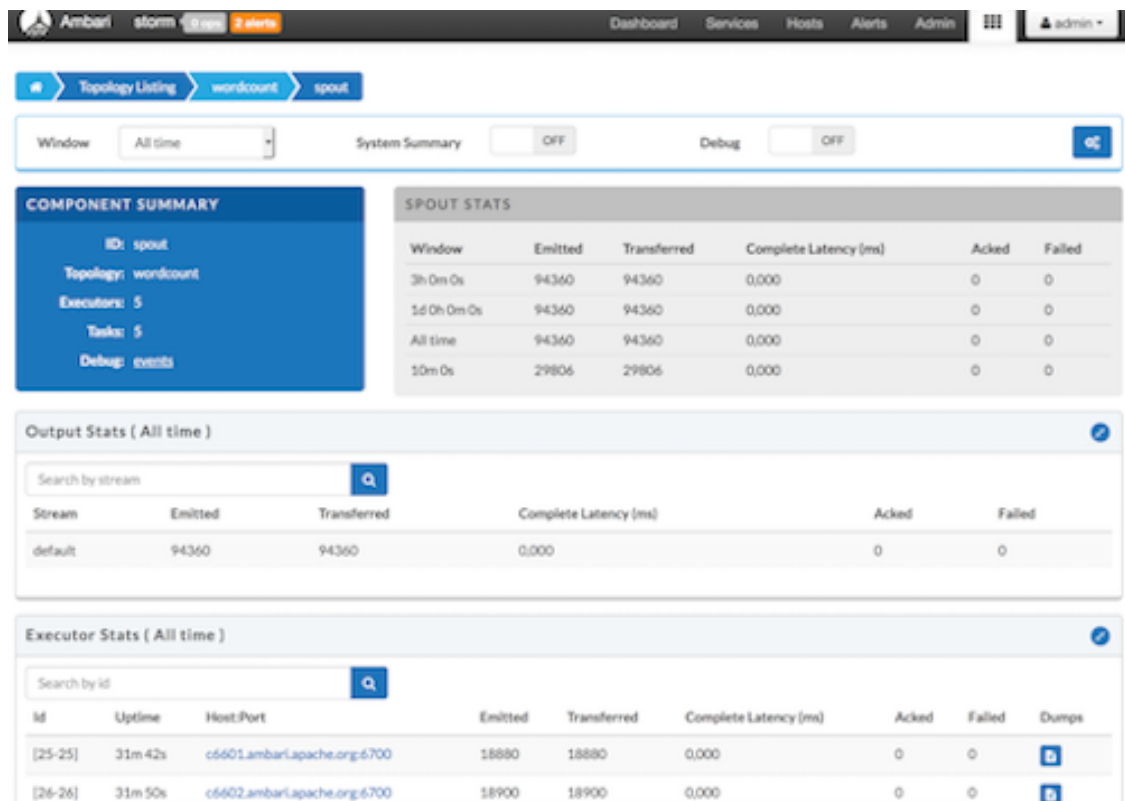 Ambari storm 0 ops 2 alerts Dashboard Services Hosts Alerts Admin admin
Topology Listing wordcount spout
Window All time System Summary OFF Debug OFF
COMPONENT SUMMARY
ID: spout
Topology: wordcount
Executors: 5
Tasks: 5
Debug: events
SPOUT STATS
Window Emitted Transferred Complete Latency (ms) Acked Failed
3h 0m 0s 94360 94360 0,000 0 0
1d 0h 0m 0s 94360 94360 0,000 0 0
All time 94360 94360 0,000 0 0
10m 0s 29806 29806 0,000 0 0
Output Stats ( All time )
Search by stream
Stream Emitted Transferred Complete Latency (ms) Acked Failed
default 94360 94360 0,000 0 0
Executor Stats ( All time )
Search by id
Id Uptime Host:Port Emitted Transferred Complete Latency (ms) Acked Failed Dumps
[25-25] 31m 42s c6601.ambari.apache.org:6700 18880 18880 0,000 0 0
[26-26] 31m 50s c6602.ambari.apache.org:6700 18900 18900 0,000 0 0